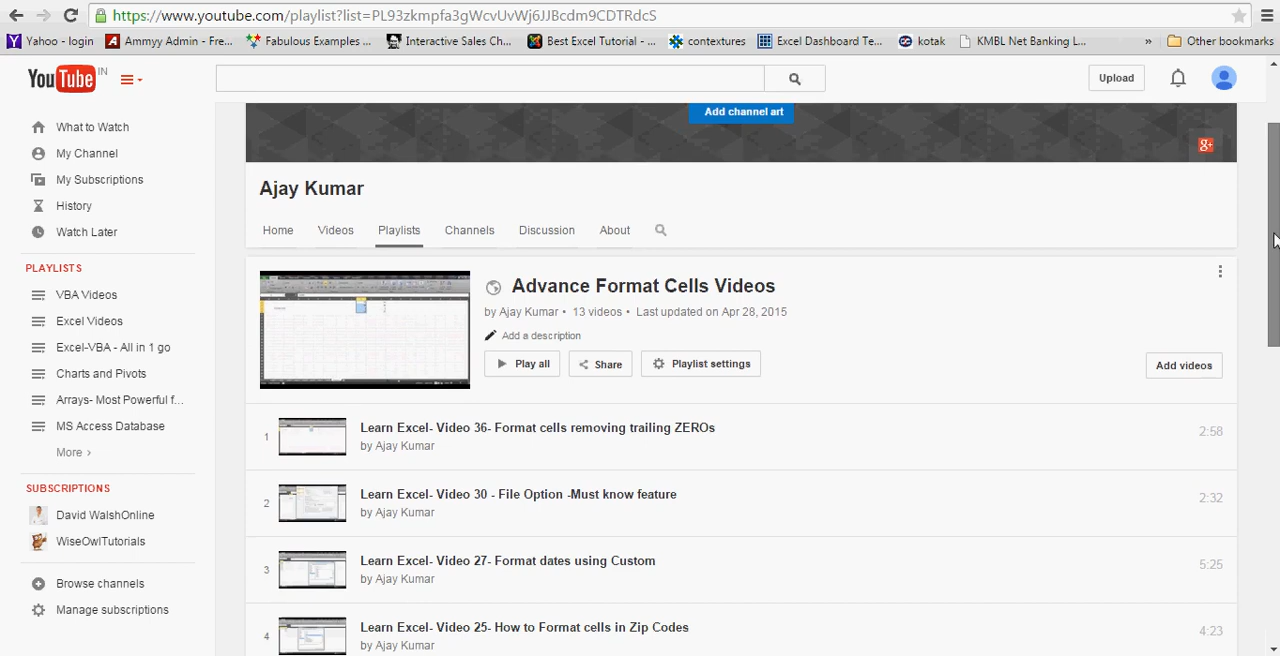 https://www.youtube.com/playlist?list=PL93zkmpfa3gWcvUvWj6JJBcdm9CDTRdcS
Yahoo - login
Ammyy Admin - Fre...
Fabulous Examples ...
Interactive Sales Ch...
Best Excel Tutorial - ...
contextures
Excel Dashboard Te...
kotak
KMBL Net Banking L...
»
Other bookmarks
YouTube IN
Upload
Add channel art
g+
What to Watch
My Channel
My Subscriptions
History
Watch Later
PLAYLISTS
VBA Videos
Excel Videos
Excel-VBA - All in 1 go
Charts and Pivots
Arrays- Most Powerful f...
MS Access Database
More ›
SUBSCRIPTIONS
David WalshOnline
WiseOwlTutorials
Browse channels
Manage subscriptions
Ajay Kumar
Home Videos Playlists Channels Discussion About
Advance Format Cells Videos
by Ajay Kumar • 13 videos • Last updated on Apr 28, 2015
Add a description
Play all
Share
Playlist settings
Add videos
1
Learn Excel- Video 36- Format cells removing trailing ZEROs
by Ajay Kumar
2:58
2
Learn Excel- Video 30 - File Option -Must know feature
by Ajay Kumar
2:32
3
Learn Excel- Video 27- Format dates using Custom
by Ajay Kumar
5:25
4
Learn Excel- Video 25- How to Format cells in Zip Codes
by Ajay Kumar
4:23